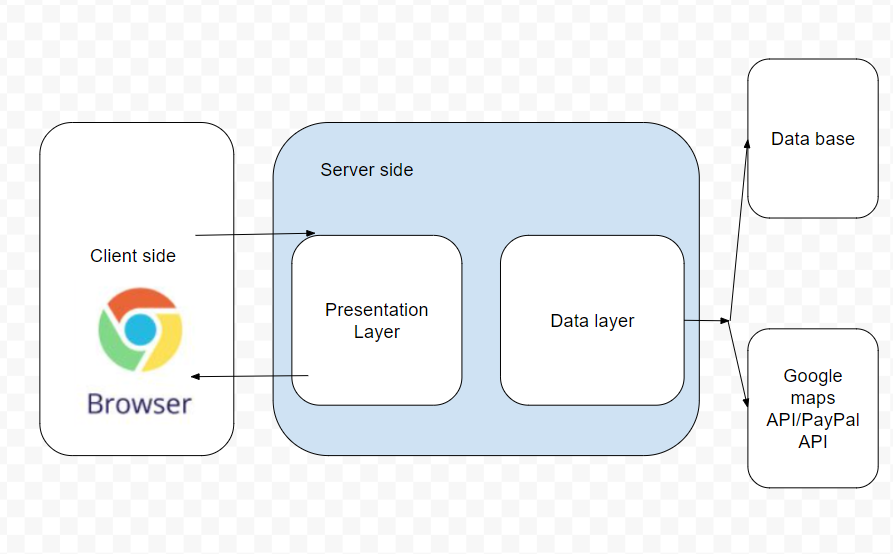 Client side
Browser
Server side
Presentation
Layer
Data layer
Data base
Google
maps
API/PayPal
API